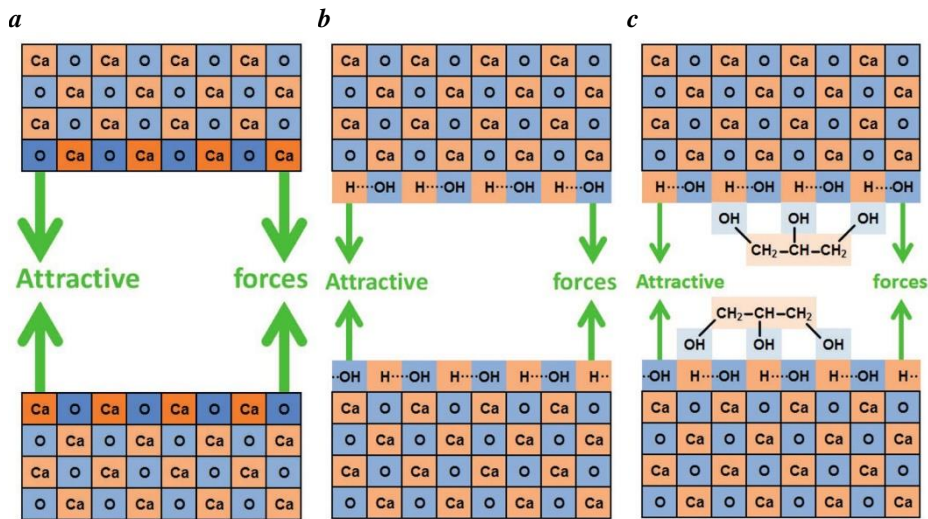 a b c
Ca O Ca O Ca O Ca O
O Ca O Ca O Ca O Ca
Ca O Ca O Ca O Ca O
O Ca O Ca O Ca O Ca
Attractive forces
Ca O Ca O Ca O Ca O
O Ca O Ca O Ca O Ca
Ca O Ca O Ca O Ca O
O Ca O Ca O Ca O Ca
Ca O Ca O Ca O Ca O
O Ca O Ca O Ca O Ca
Ca O Ca O Ca O Ca O
O Ca O Ca O Ca O Ca
H·····OH H·····OH H·····OH H·····OH
Attractive forces
··OH H·····OH H·····OH H·····OH H··
Ca O Ca O Ca O Ca O
O Ca O Ca O Ca O Ca
Ca O Ca O Ca O Ca O
O Ca O Ca O Ca O Ca
Ca O Ca O Ca O Ca O
O Ca O Ca O Ca O Ca
Ca O Ca O Ca O Ca O
O Ca O Ca O Ca O Ca
H·····OH H·····OH H·····OH H·····OH
OH OH OH
CH₂–CH–CH₂
Attractive forces
CH₂–CH–CH₂
OH OH OH
··OH H·····OH H·····OH H·····OH H··
Ca O Ca O Ca O Ca O
O Ca O Ca O Ca O Ca
Ca O Ca O Ca O Ca O
O Ca O Ca O Ca O Ca